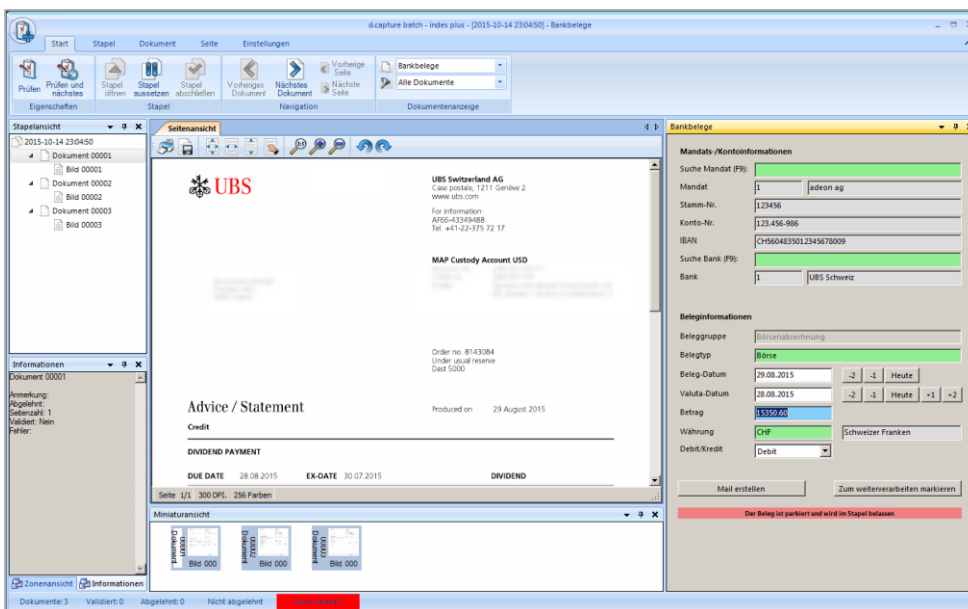 d.capture batch - index plus - [2015-10-14 23:04:50] - Bankbelege
Start Stapel Dokument Seite Einstellungen
Prüfen
Prüfen und nächstes
Stapel öffnen
Stapel aussetzen
Stapel abschließen
Vorheriges Dokument
Nächstes Dokument
Vorherige Seite
Nächste Seite
Bankbelege
Alle Dokumente
Eigenschaften Stapel Navigation Dokumentenanzeige
Stapelansicht
2015-10-14 23:04:50
Dokument 00001
Bild 00001
Dokument 00002
Bild 00002
Dokument 00003
Bild 00003
Informationen
Dokument 00001
Anmerkung:
Abgelehnt:
Seitenzahl: 1
Validiert: Nein
Fehler:
Zonenansicht Informationen
Seitenansicht
UBS
UBS Switzerland AG
Case postale, 1211 Genève 2
www.ubs.com
For information:
AF66-43349488
Tel. +41-22-375 72 17
MAP Custody Account USD
Order no. 8143084
Under usual reserve
Dest 5000
Advice / Statement
Produced on 29 August 2015
Credit
DIVIDEND PAYMENT
DUE DATE 28.08.2015 EX-DATE 30.07.2015 DIVIDEND
Seite 1/1 300 DPI. 256 Farben
Miniaturansicht
Dokument 00001 Bild 000
Dokument 00002 Bild 000
Dokument 00003 Bild 000
Bankbelege
Mandats-/Kontoinformationen
Suche Mandat (F9):
Mandat 1 adeon ag
Stamm-Nr. 123456
Konto-Nr. 123.456-986
IBAN CH5604835012345678009
Suche Bank (F9):
Bank 1 UBS Schweiz
Beleginformationen
Beleggruppe Börsenabrechnung
Belegtyp Börse
Beleg-Datum 29.08.2015 -2 -1 Heute
Valuta-Datum 28.08.2015 -2 -1 Heute +1 +2
Betrag 15350.60
Währung CHF Schweizer Franken
Debit/Kredit Debit
Mail erstellen Zum weiterverarbeiten markieren
Der Beleg ist parkiert und wird im Stapel belassen
Dokumente: 3 Validiert: 0 Abgelehnt: 0 Nicht abgelehnt